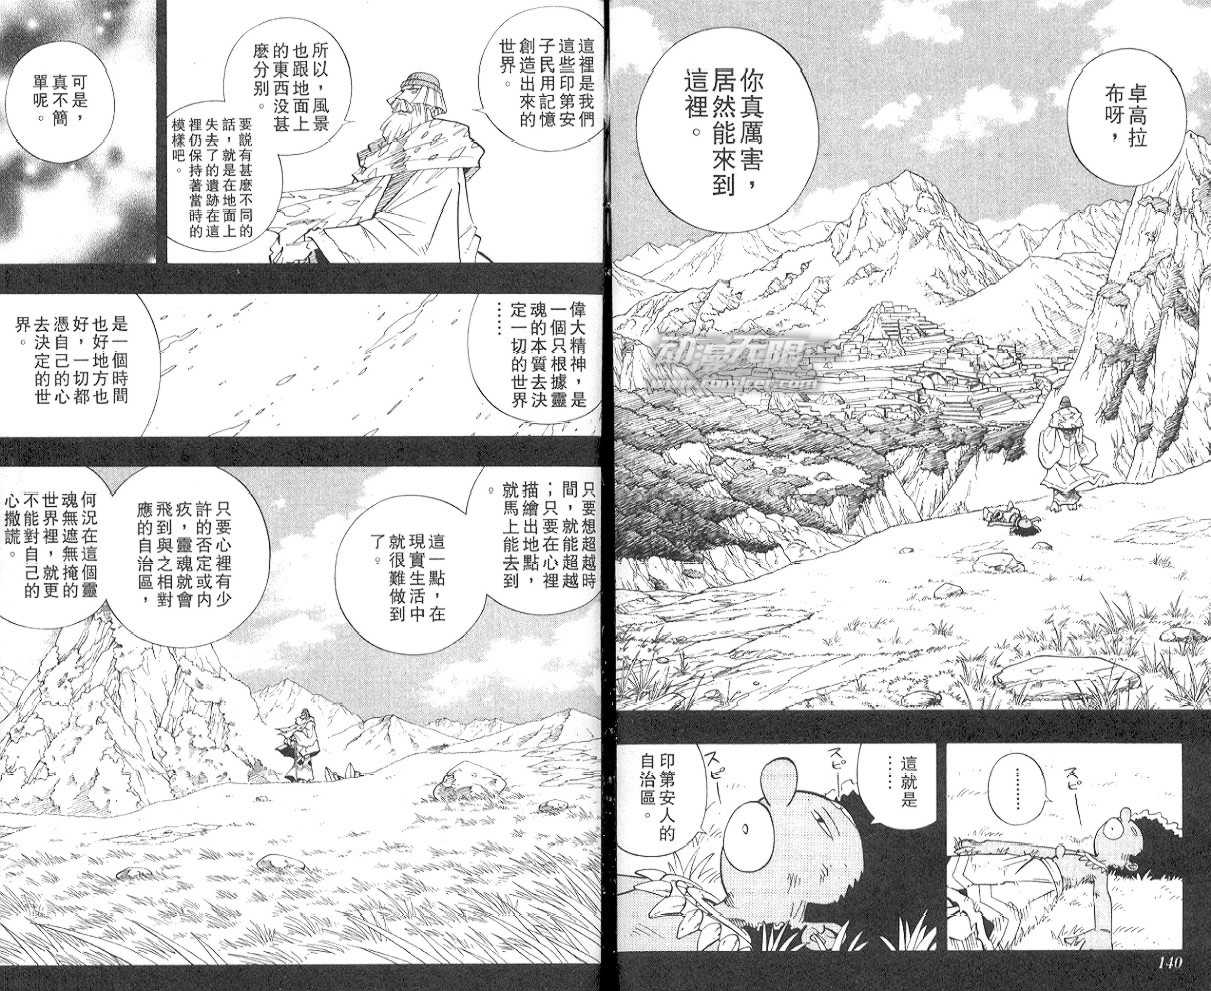 卓高拉
布呀，
你真厲害，
居然能來到
這裡。
スピー
………
スピー
這就是
……
印第安人的
自治區。
140
這裡是我們
這些印第安
子民用記憶
創造出來的
世界。
所以，風景
也跟地面上
的東西没甚
麼分别。
要說有甚麼不同的
話，就是在地面上
失去了的遺跡在這
裡仍保持著當時的
模樣吧。
可是，
真不簡
單呢。
偉大精神，是
一個只根據靈
魂的本質去決
定一切的世界
……
是一個時間
也好地方也
好，一切都
憑自己的心
去決定的世
界。
只要想超越時
間，就能超越
；只要在心裡
描繪出地點，
就馬上能去到
。
這一點，在
現實生活中
就很難做到
了。
只要心裡有少
許的否定或内
疚，靈魂就會
飛到與之相對
應的自治區，
何況在這個靈
魂無遮無掩的
世界裡，就更
不能對自己的
心撒謊。
动漫无限